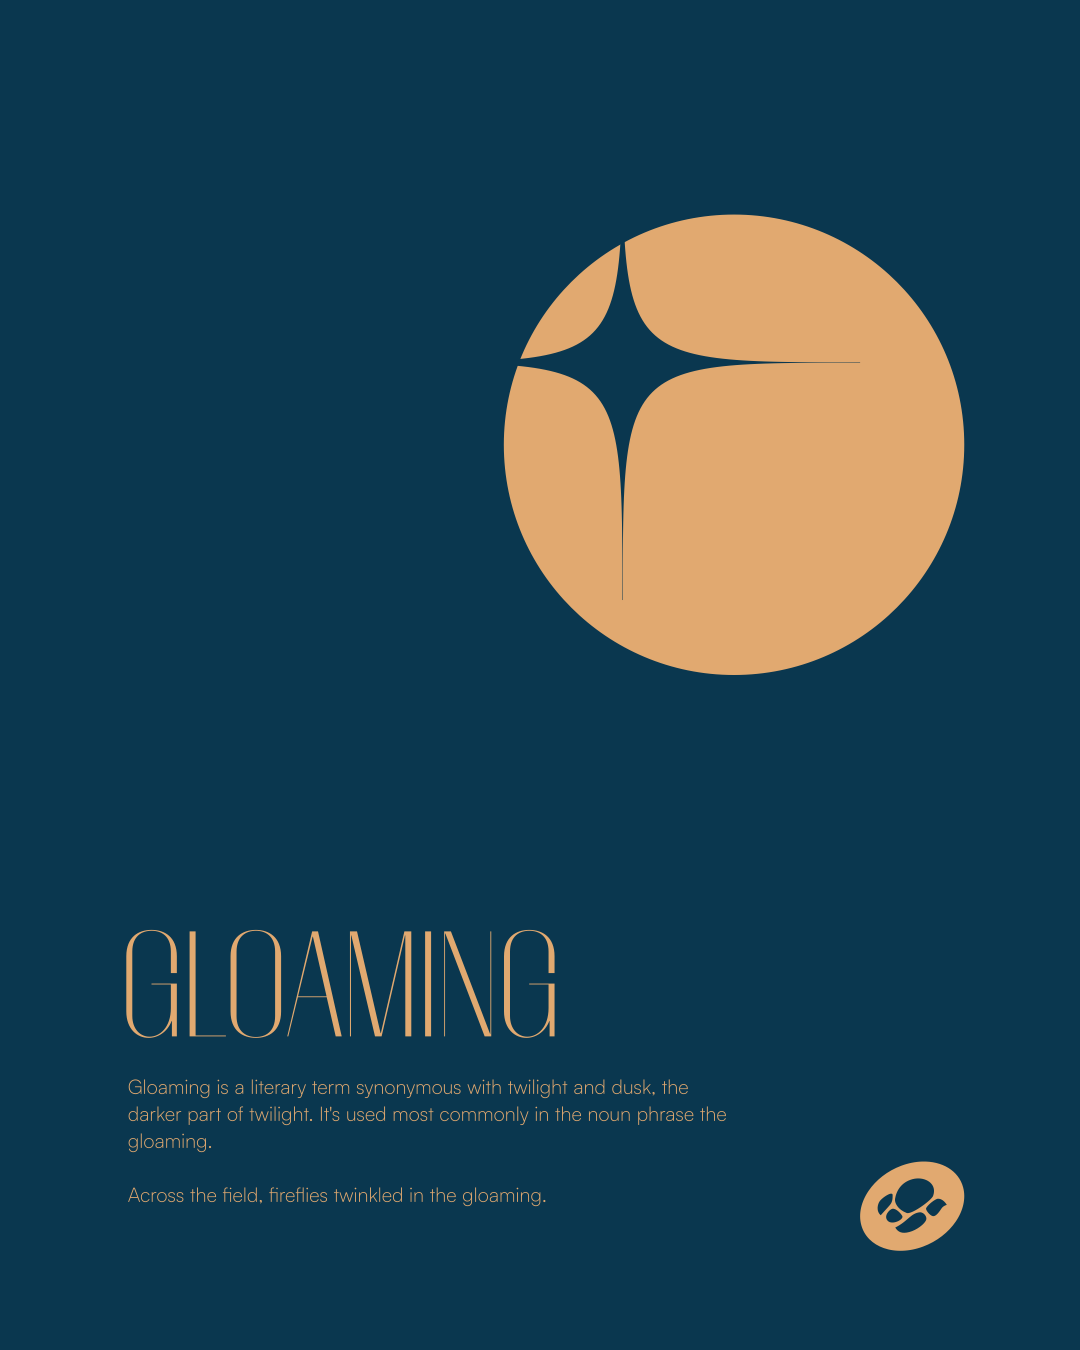 GLOAMING
Gloaming is a literary term synonymous with twilight and dusk, the
darker part of twilight. It's used most commonly in the noun phrase the
gloaming.
Across the field, fireflies twinkled in the gloaming.